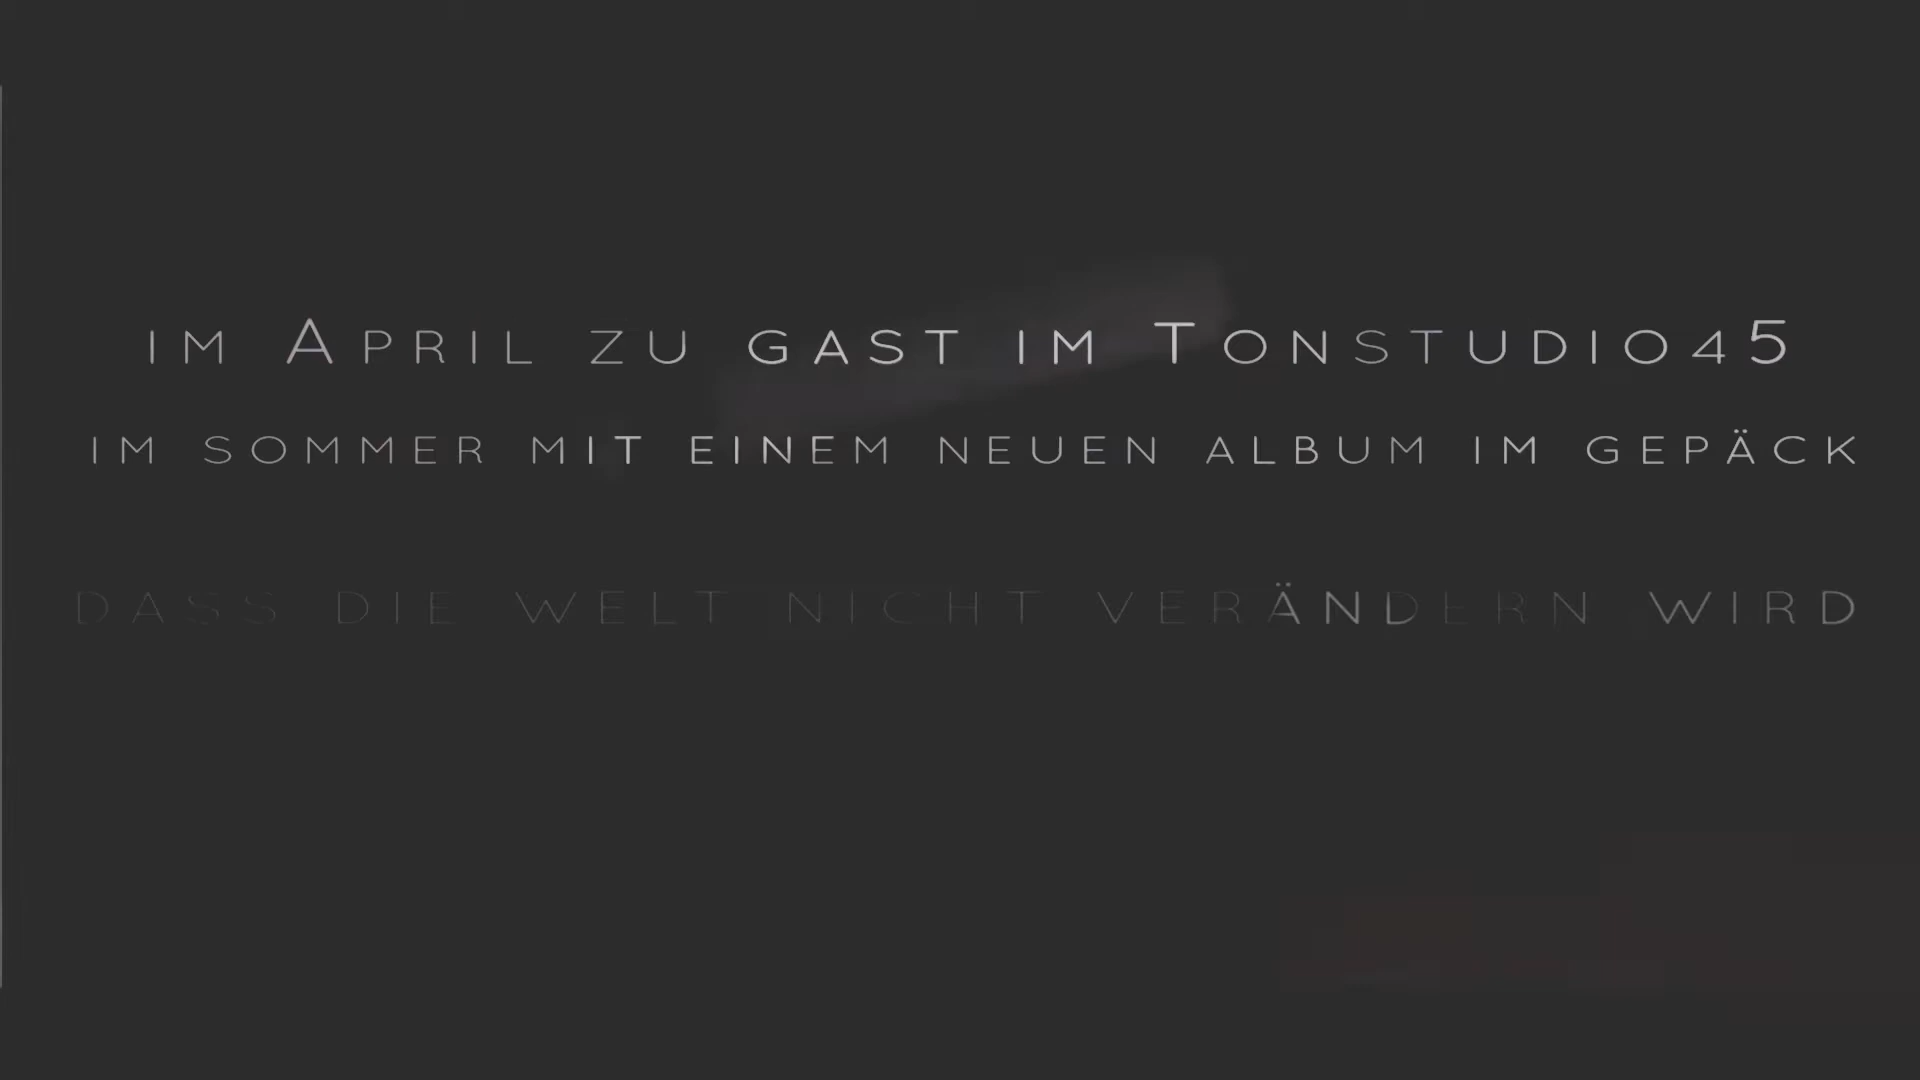 im April zu gast im Tonstudio45
im sommer mit einem neuen album im gepäck
dass die welt nicht verändern wird